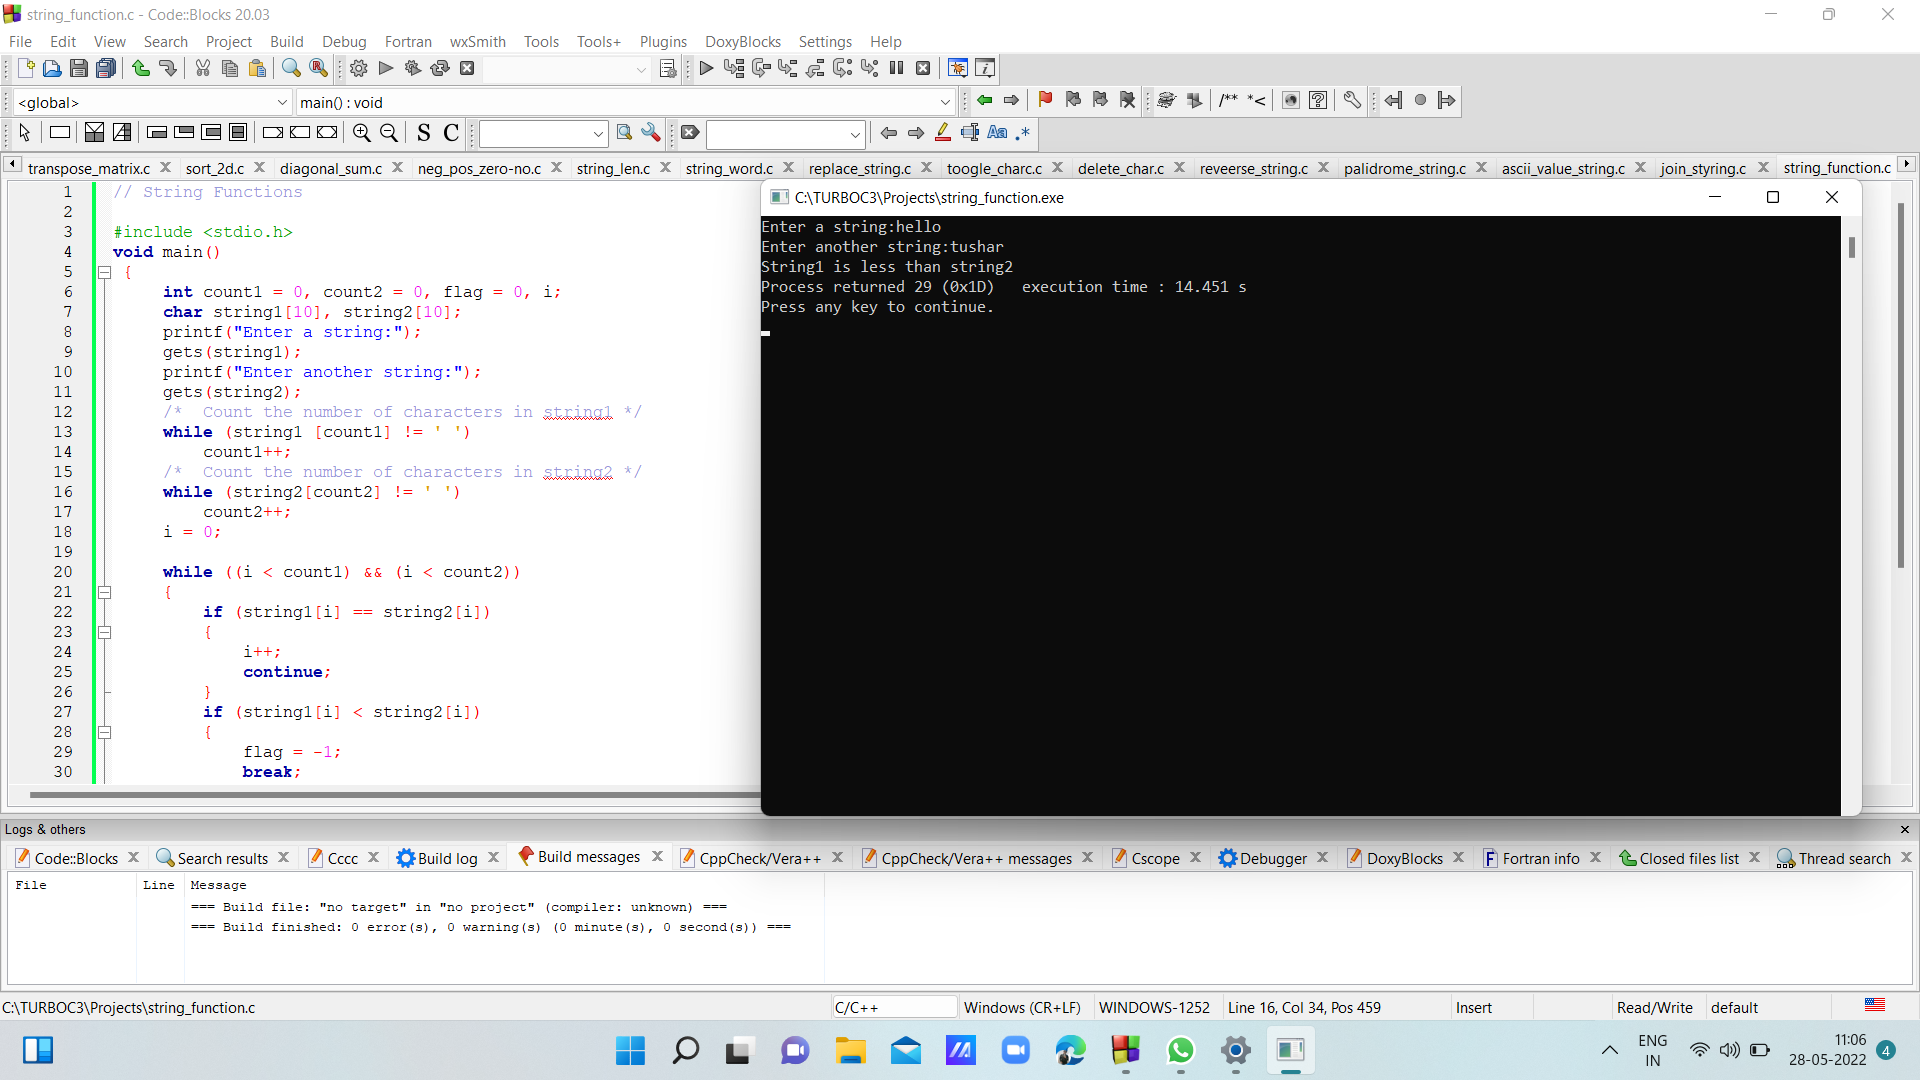 string_function.c - Code::Blocks 20.03
File Edit View Search Project Build Debug Fortran wxSmith Tools Tools+ Plugins DoxyBlocks Settings Help
<global> main() : void /** *<
S C Aa .*
transpose_matrix.c sort_2d.c diagonal_sum.c neg_pos_zero-no.c string_len.c string_word.c replace_string.c toogle_charc.c delete_char.c reveerse_string.c palidrome_string.c ascii_value_string.c join_styring.c string_function.c
1 // String Functions
2
3 #include <stdio.h>
4 void main()
5 {
6 int count1 = 0, count2 = 0, flag = 0, i;
7 char string1[10], string2[10];
8 printf("Enter a string:");
9 gets(string1);
10 printf("Enter another string:");
11 gets(string2);
12 /*  Count the number of characters in string1 */
13 while (string1 [count1] != ' ')
14 count1++;
15 /*  Count the number of characters in string2 */
16 while (string2[count2] != ' ')
17 count2++;
18 i = 0;
19
20 while ((i < count1) && (i < count2))
21 {
22 if (string1[i] == string2[i])
23 {
24 i++;
25 continue;
26 }
27 if (string1[i] < string2[i])
28 {
29 flag = -1;
30 break;
C:\TURBOC3\Projects\string_function.exe
Enter a string:hello
Enter another string:tushar
String1 is less than string2
Process returned 29 (0x1D)   execution time : 14.451 s
Press any key to continue.
Logs & others
Code::Blocks Search results Cccc Build log Build messages CppCheck/Vera++ CppCheck/Vera++ messages Cscope Debugger DoxyBlocks Fortran info Closed files list Thread search
File Line Message
=== Build file: "no target" in "no project" (compiler: unknown) ===
=== Build finished: 0 error(s), 0 warning(s) (0 minute(s), 0 second(s)) ===
C:\TURBOC3\Projects\string_function.c C/C++ Windows (CR+LF) WINDOWS-1252 Line 16, Col 34, Pos 459 Insert Read/Write default
ENG
IN
11:06
28-05-2022
4